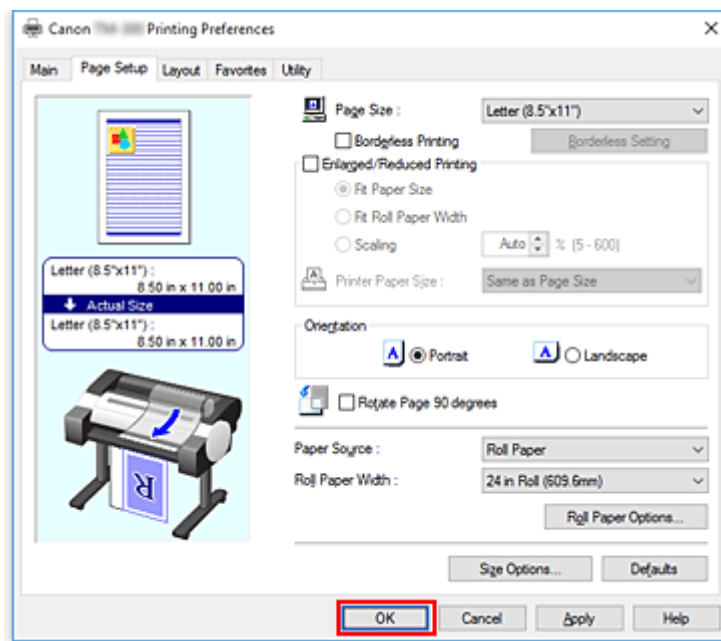 Canon Printing Preferences
Main Page Setup Layout Favorites Utility
Page Size : Letter (8.5"x11")
Borderless Printing Borderless Setting
Enlarged/Reduced Printing
Fit Paper Size
Fit Roll Paper Width
Scaling Auto % (5 - 600)
Printer Paper Size : Same as Page Size
Letter (8.5"x11") :
8.50 in x 11.00 in
Actual Size
Letter (8.5"x11") :
8.50 in x 11.00 in
Orientation
A Portrait A Landscape
Rotate Page 90 degrees
R
Paper Source : Roll Paper
Roll Paper Width : 24 in Roll (609.6mm)
Roll Paper Options...
Size Options... Defaults
OK Cancel Apply Help